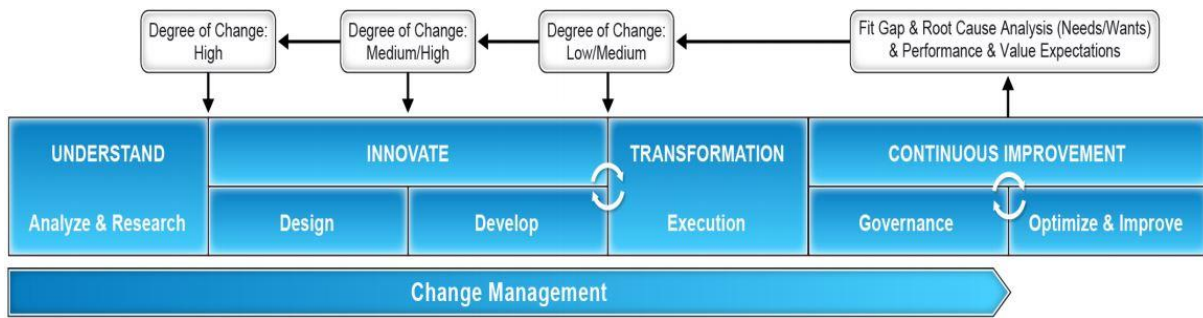 Degree of Change:
High
Degree of Change:
Medium/High
Degree of Change:
Low/Medium
Fit Gap & Root Cause Analysis (Needs/Wants)
& Performance & Value Expectations
UNDERSTAND
Analyze & Research
INNOVATE
Design
Develop
TRANSFORMATION
Execution
CONTINUOUS IMPROVEMENT
Governance
Optimize & Improve
Change Management